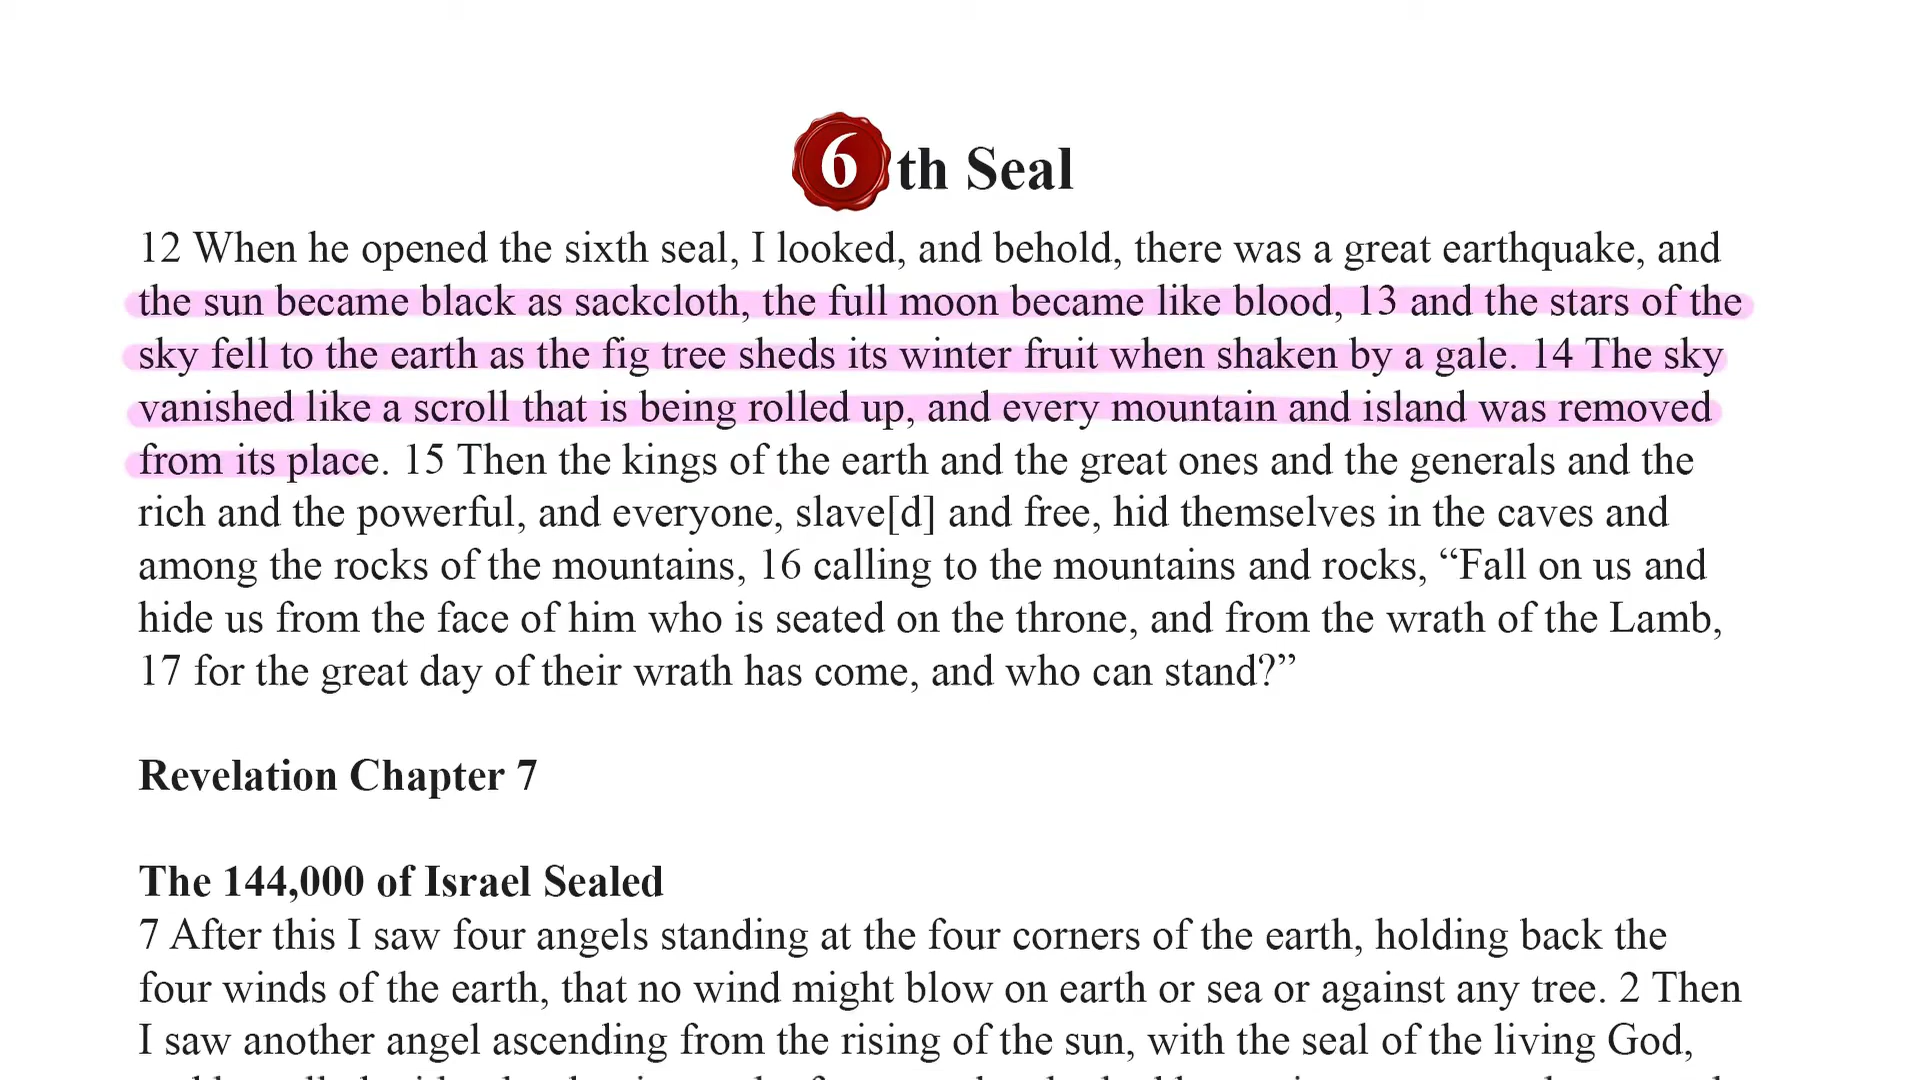 6th Seal
12 When he opened the sixth seal, I looked, and behold, there was a great earthquake, and
the sun became black as sackcloth, the full moon became like blood, 13 and the stars of the
sky fell to the earth as the fig tree sheds its winter fruit when shaken by a gale. 14 The sky
vanished like a scroll that is being rolled up, and every mountain and island was removed
from its place. 15 Then the kings of the earth and the great ones and the generals and the
rich and the powerful, and everyone, slave[d] and free, hid themselves in the caves and
among the rocks of the mountains, 16 calling to the mountains and rocks, “Fall on us and
hide us from the face of him who is seated on the throne, and from the wrath of the Lamb,
17 for the great day of their wrath has come, and who can stand?”
Revelation Chapter 7
The 144,000 of Israel Sealed
7 After this I saw four angels standing at the four corners of the earth, holding back the
four winds of the earth, that no wind might blow on earth or sea or against any tree. 2 Then
I saw another angel ascending from the rising of the sun, with the seal of the living God,